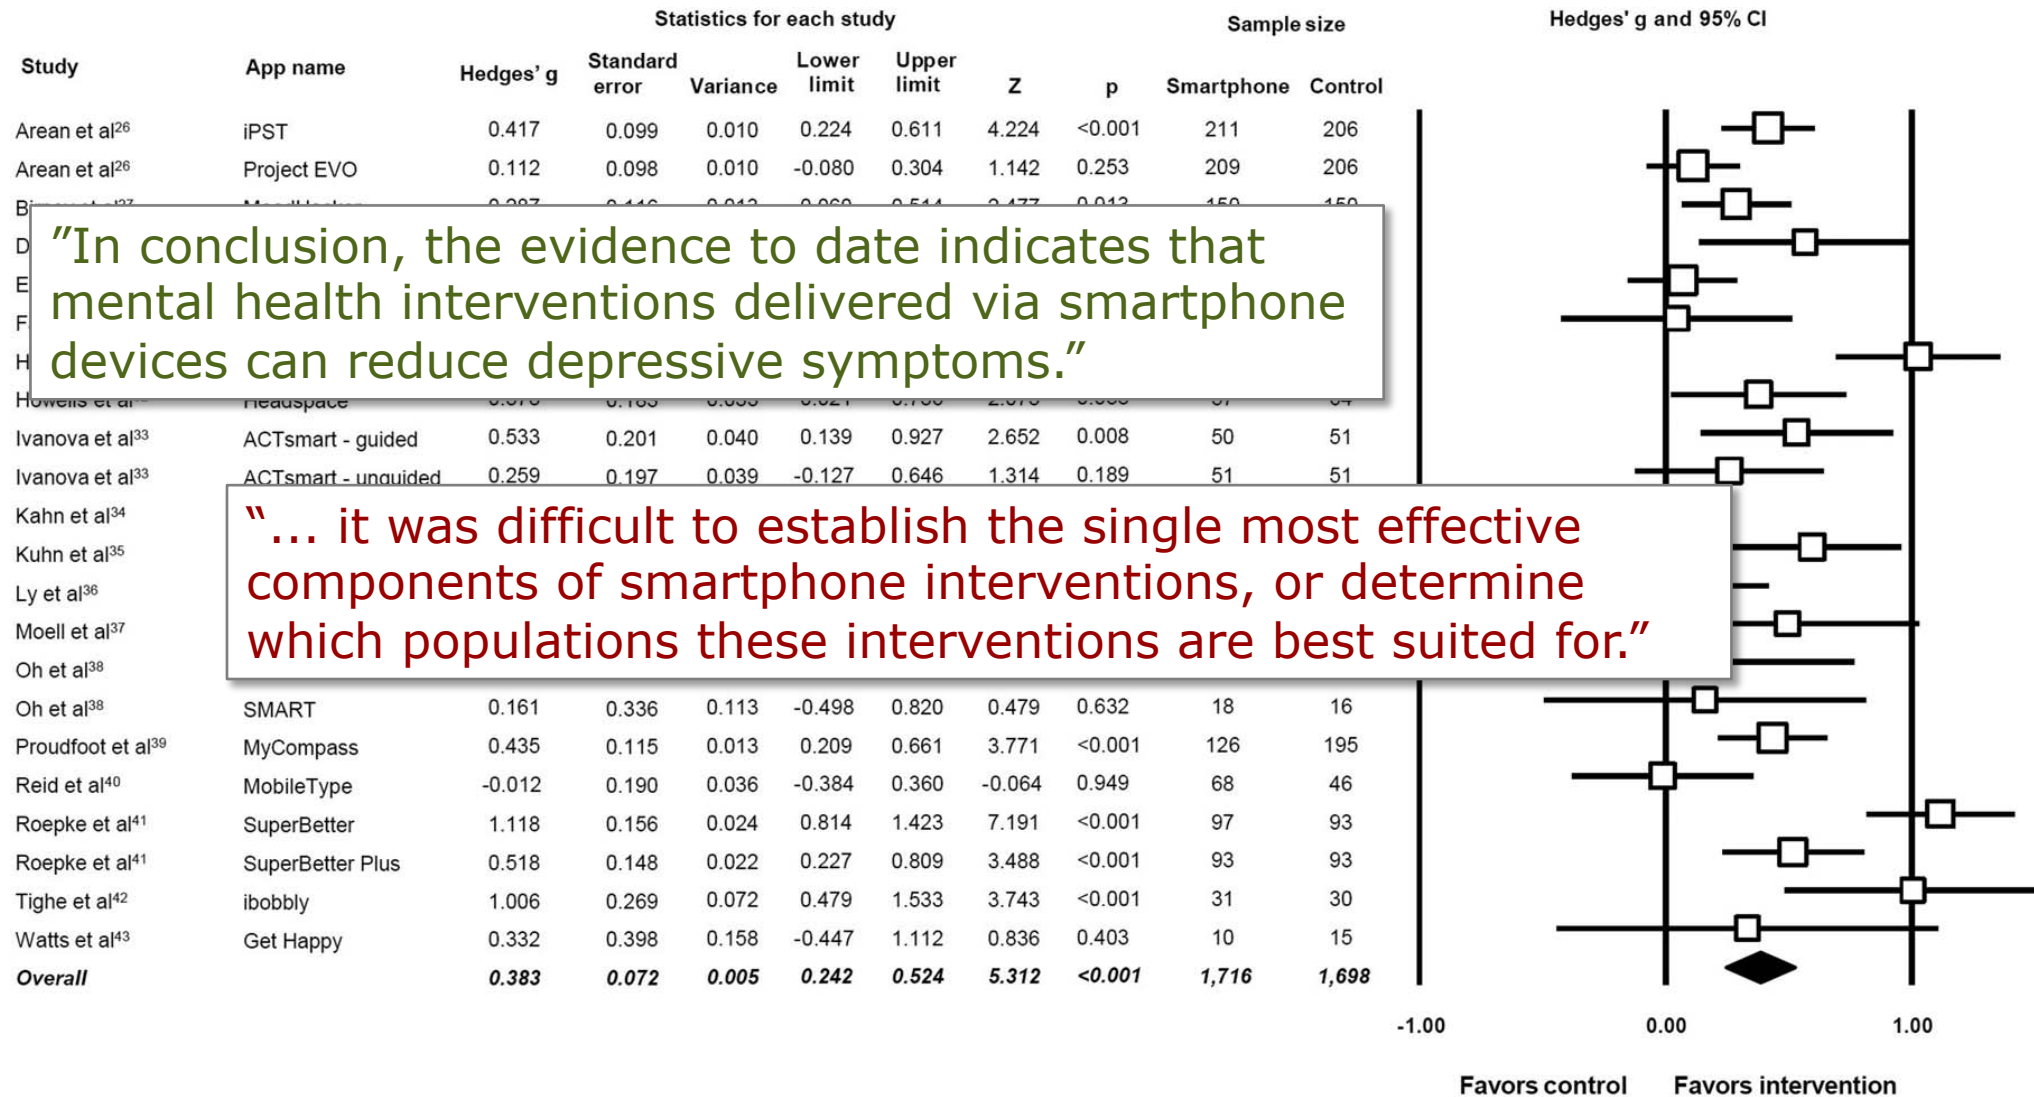 Statistics for each study Sample size Hedges' g and 95% CI
Study App name Hedges’ g Standard error Variance Lower limit Upper limit Z p Smartphone Control
Arean et al26 iPST 0.417 0.099 0.010 0.224 0.611 4.224 <0.001 211 206
Arean et al26 Project EVO 0.112 0.098 0.010 -0.080 0.304 1.142 0.253 209 206
”In conclusion, the evidence to date indicates that
mental health interventions delivered via smartphone
devices can reduce depressive symptoms.”
Ivanova et al33 ACTsmart - guided 0.533 0.201 0.040 0.139 0.927 2.652 0.008 50 51
Ivanova et al33 ACTsmart - unguided 0.259 0.197 0.039 -0.127 0.646 1.314 0.189 51 51
Kahn et al34
Kuhn et al35
Ly et al36
Moell et al37
Oh et al38
“... it was difficult to establish the single most effective
components of smartphone interventions, or determine
which populations these interventions are best suited for.”
Oh et al38 SMART 0.161 0.336 0.113 -0.498 0.820 0.479 0.632 18 16
Proudfoot et al39 MyCompass 0.435 0.115 0.013 0.209 0.661 3.771 <0.001 126 195
Reid et al40 MobileType -0.012 0.190 0.036 -0.384 0.360 -0.064 0.949 68 46
Roepke et al41 SuperBetter 1.118 0.156 0.024 0.814 1.423 7.191 <0.001 97 93
Roepke et al41 SuperBetter Plus 0.518 0.148 0.022 0.227 0.809 3.488 <0.001 93 93
Tighe et al42 ibobbly 1.006 0.269 0.072 0.479 1.533 3.743 <0.001 31 30
Watts et al43 Get Happy 0.332 0.398 0.158 -0.447 1.112 0.836 0.403 10 15
Overall 0.383 0.072 0.005 0.242 0.524 5.312 <0.001 1,716 1,698
-1.00 0.00 1.00
Favors control Favors intervention